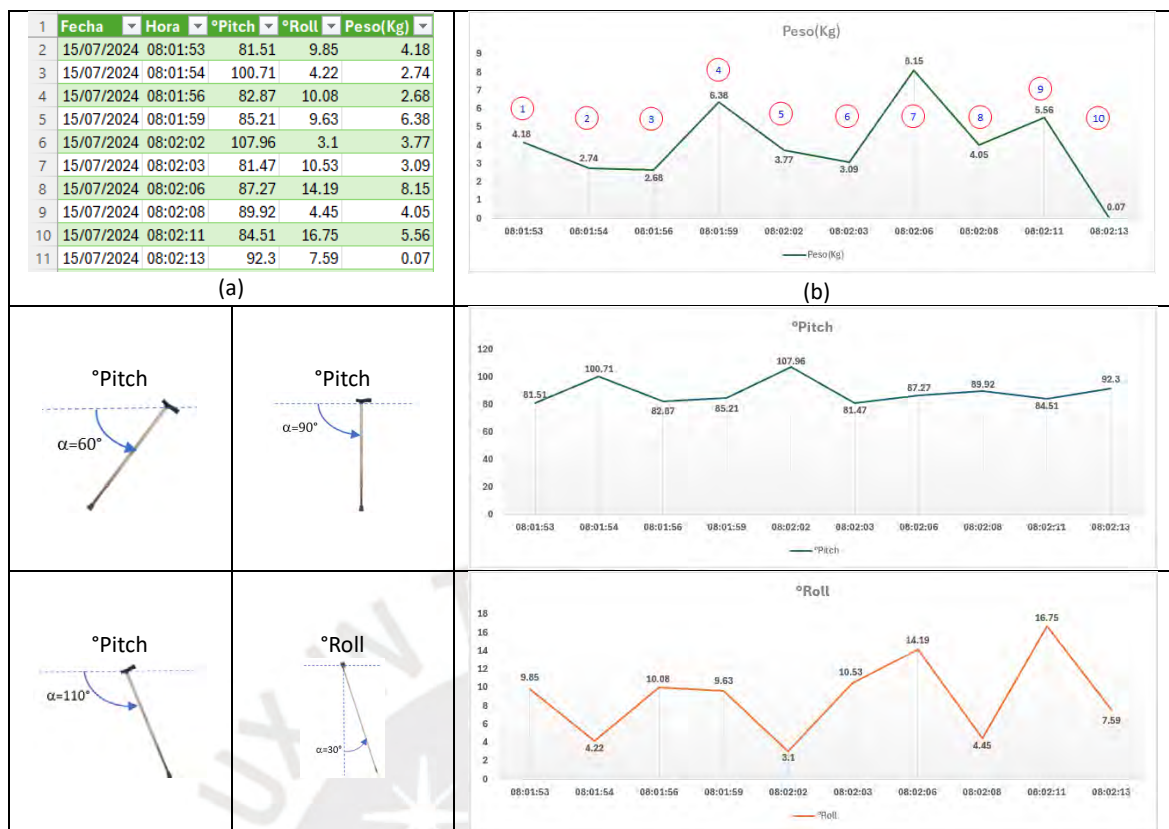 1 Fecha Hora °Pitch °Roll Peso(Kg)
2 15/07/2024 08:01:53 81.51 9.85 4.18
3 15/07/2024 08:01:54 100.71 4.22 2.74
4 15/07/2024 08:01:56 82.87 10.08 2.68
5 15/07/2024 08:01:59 85.21 9.63 6.38
6 15/07/2024 08:02:02 107.96 3.1 3.77
7 15/07/2024 08:02:03 81.47 10.53 3.09
8 15/07/2024 08:02:06 87.27 14.19 8.15
9 15/07/2024 08:02:08 89.92 4.45 4.05
10 15/07/2024 08:02:11 84.51 16.75 5.56
11 15/07/2024 08:02:13 92.3 7.59 0.07
(a)
Peso(Kg)
9
8
7
6
5
4
3
2
1
0
1 2 3 4 5 6 7 8 9 10
4.18 2.74 2.68 6.38 3.77 3.09 8.15 4.05 5.56 0.07
08:01:53 08:01:54 08:01:56 08:01:59 08:02:02 08:02:03 08:02:06 08:02:08 08:02:11 08:02:13
Peso(Kg)
(b)
°Pitch
α=60°
°Pitch
α=90°
°Pitch
120
100
80
60
40
20
0
81.51 100.71 82.87 85.21 107.96 81.47 87.27 89.92 84.51 92.3
08:01:53 08:01:54 08:01:56 08:01:59 08:02:02 08:02:03 08:02:06 08:02:08 08:02:11 08:02:13
°Pitch
°Pitch
α=110°
°Roll
α=30°
UX
°Roll
18
16
14
12
10
8
6
4
2
0
9.85 4.22 10.08 9.63 3.1 10.53 14.19 4.45 16.75 7.59
08:01:53 08:01:54 08:01:56 08:01:59 08:02:02 08:02:03 08:02:06 08:02:08 08:02:11 08:02:13
°Roll